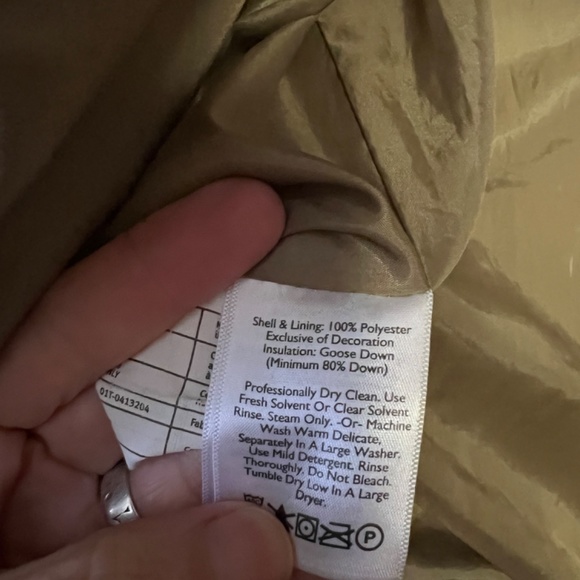 Shell & Lining: 100% Polyester
Exclusive of Decoration
Insulation: Goose Down
(Minimum 80% Down)
Professionally Dry Clean. Use
Fresh Solvent Or Clear Solvent
Rinse. Steam Only. -Or- Machine
Wash Warm Delicate,
Separately In A Large Washer.
Use Mild Detergent, Rinse
Thoroughly. Do Not Bleach.
Tumble Dry Low In A Large
Dryer.
P
01T-0413204